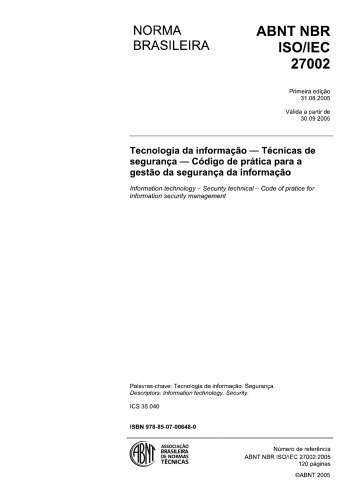 NORMA
BRASILEIRA
ABNT NBR
ISO/IEC
27002
Primeira edição
31.08.2005
Válida a partir de
30.09.2005
Tecnologia da informação — Técnicas de
segurança — Código de prática para a
gestão da segurança da informação
Information technology – Security technical – Code of pratice for
information security management
Palavras-chave: Tecnologia da informação. Segurança.
Descriptors: Information technology. Security.
ICS 35.040
ISBN 978-85-07-00648-0
ABNT
ASSOCIAÇÃO
BRASILEIRA
DE NORMAS
TÉCNICAS
Número de referência
ABNT NBR ISO/IEC 27002:2005
120 páginas
©ABNT 2005